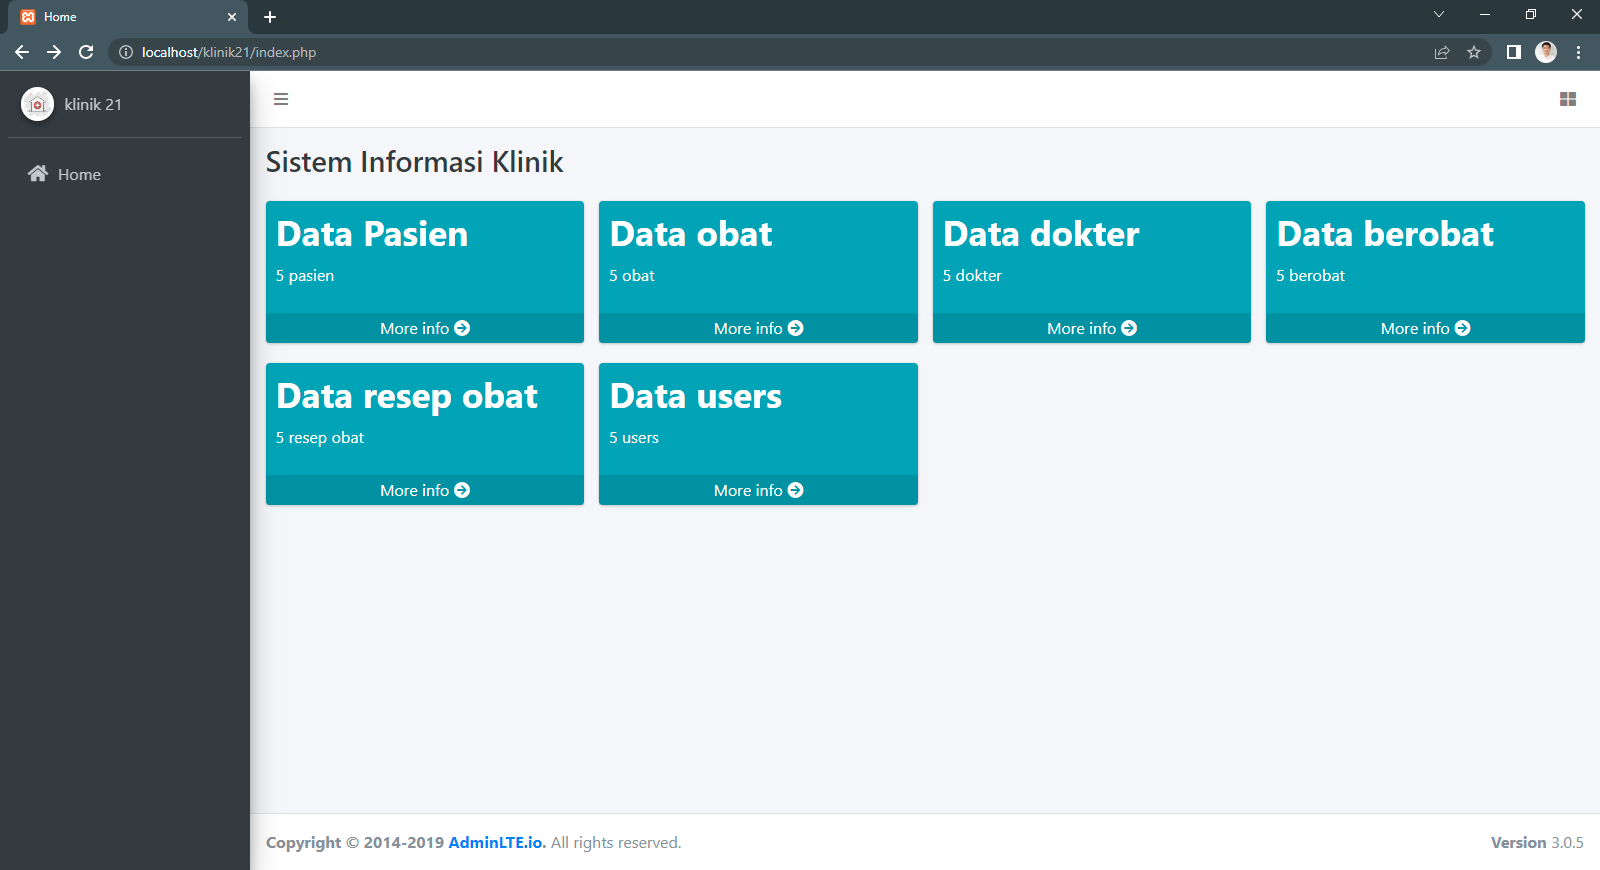 Home
localhost/klinik21/index.php
klinik 21
Home
Sistem Informasi Klinik
Data Pasien
5 pasien
More info
Data obat
5 obat
More info
Data dokter
5 dokter
More info
Data berobat
5 berobat
More info
Data resep obat
5 resep obat
More info
Data users
5 users
More info
Copyright © 2014-2019 AdminLTE.io. All rights reserved.
Version 3.0.5